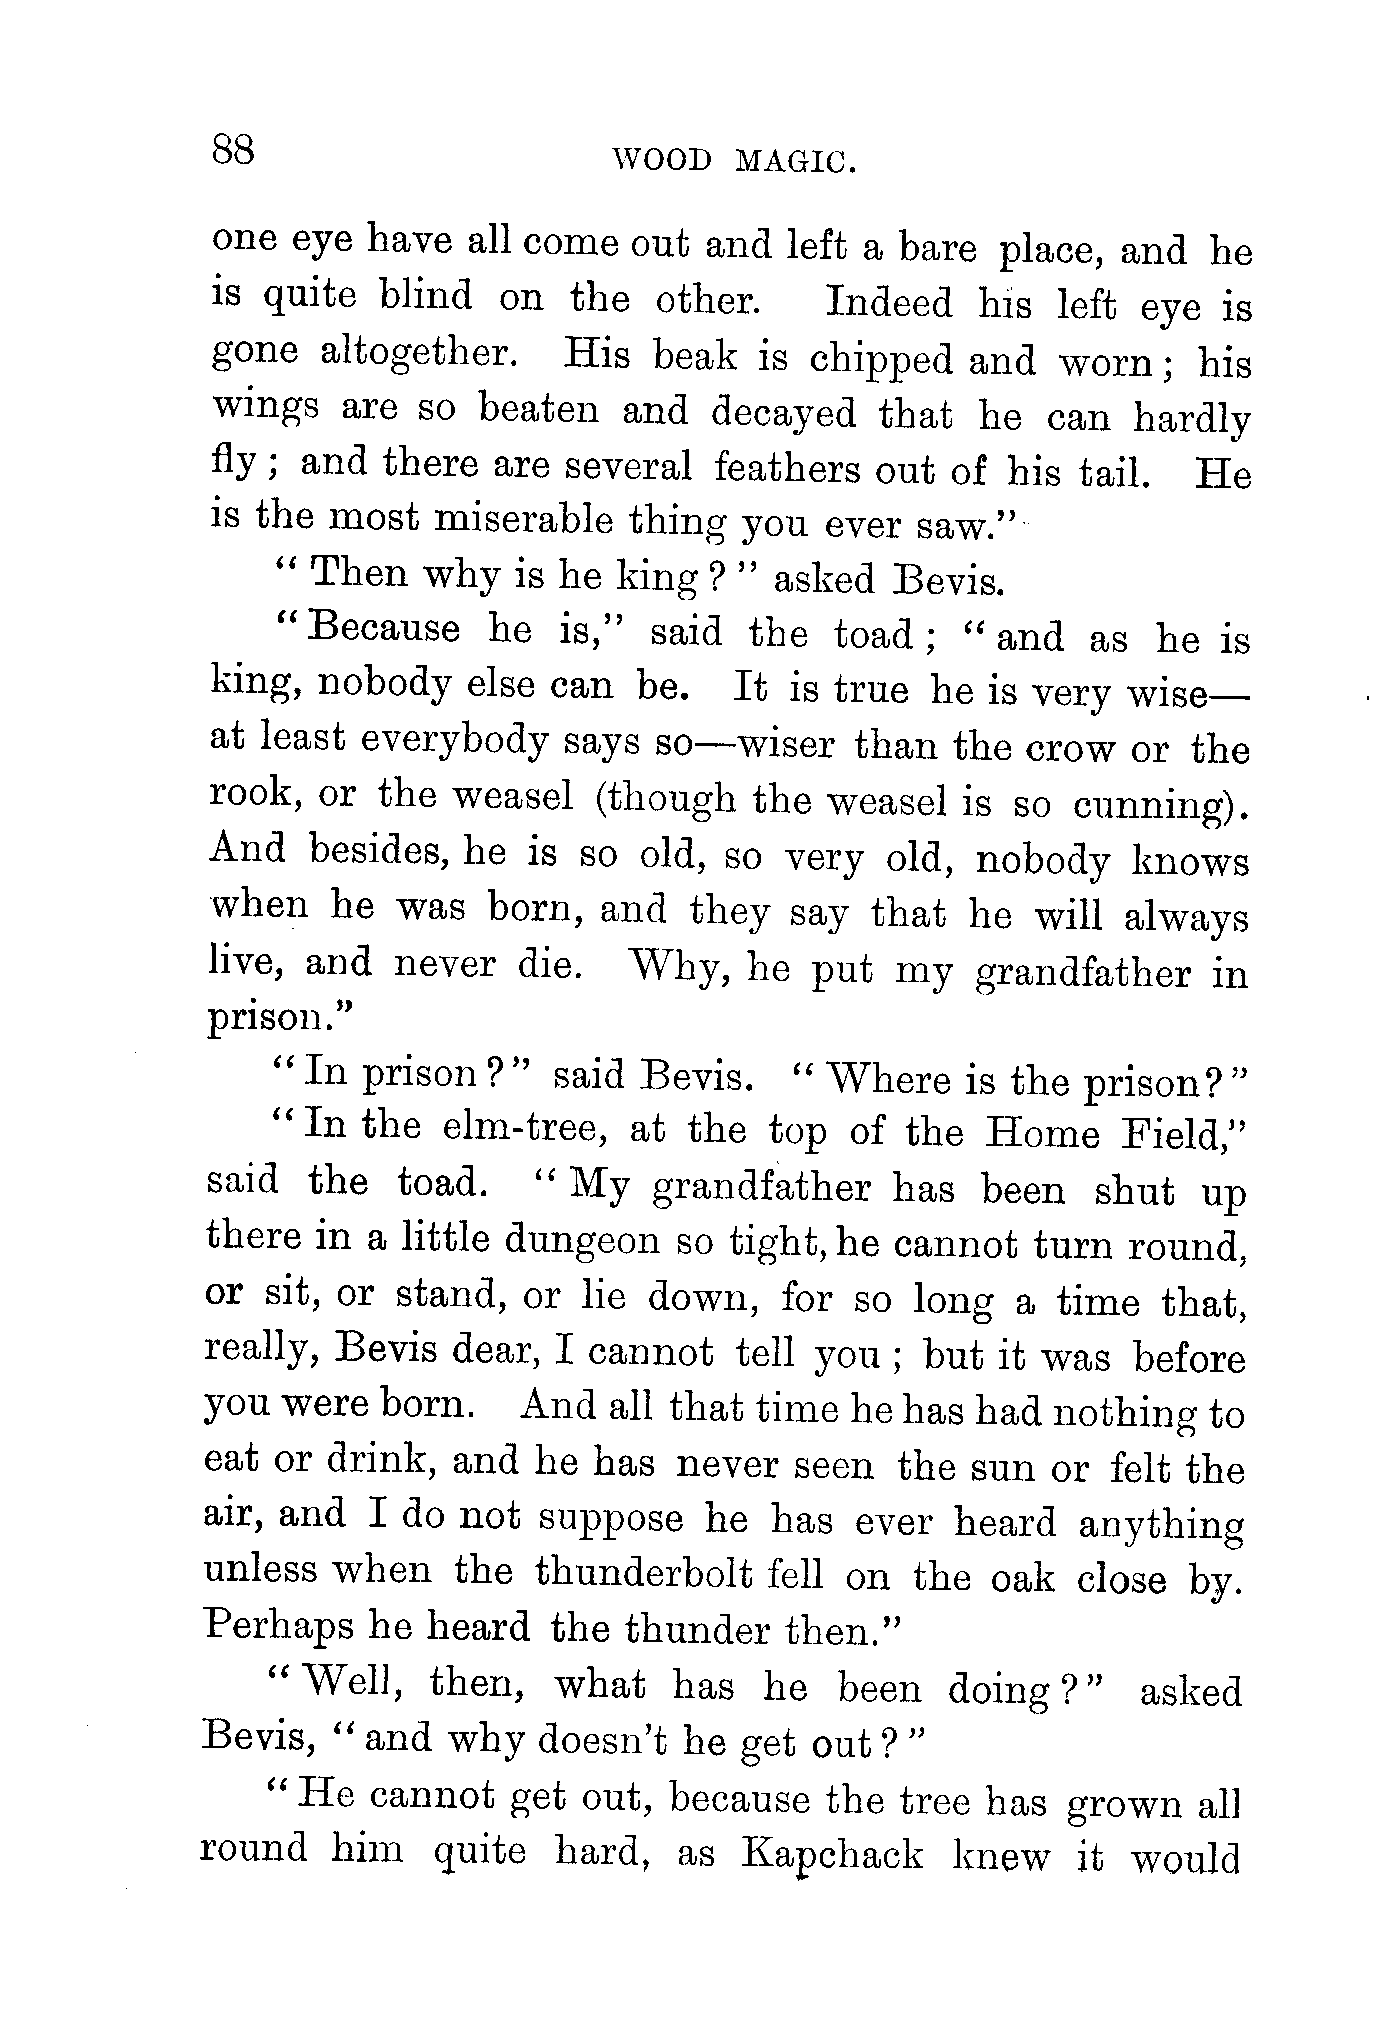 88 WOOD MAGIC.
one eye have all come out and left a bare place, and he
is quite blind on the other. Indeed his left eye is
gone altogether. His beak is chipped and worn; his
wings are so beaten and decayed that he can hardly
fly; and there are several feathers out of his tail. He
is the most miserable thing you ever saw."
"Then why is he king?" asked Bevis.
"Because he is," said the toad; "and as he is
king, nobody else can be. It is true he is very wise—
at least everybody says so—wiser than the crow or the
rook, or the weasel (though the weasel is so cunning).
And besides, he is so old, so very old, nobody knows
when he was born, and they say that he will always
live, and never die. Why, he put my grandfather in
prison."
"In prison?" said Bevis. "Where is the prison?"
"In the elm-tree, at the top of the Home Field,"
said the toad. "My grandfather has been shut up
there in a little dungeon so tight, he cannot turn round,
or sit, or stand, or lie down, for so long a time that,
really, Bevis dear, I cannot tell you; but it was before
you were born. And all that time he has had nothing to
eat or drink, and he has never seen the sun or felt the
air, and I do not suppose he has ever heard anything
unless when the thunderbolt fell on the oak close by.
Perhaps he heard the thunder then."
"Well, then, what has he been doing?" asked
Bevis, "and why doesn't he get out?"
"He cannot get out, because the tree has grown all
round him quite hard, as Kapchack knew it would